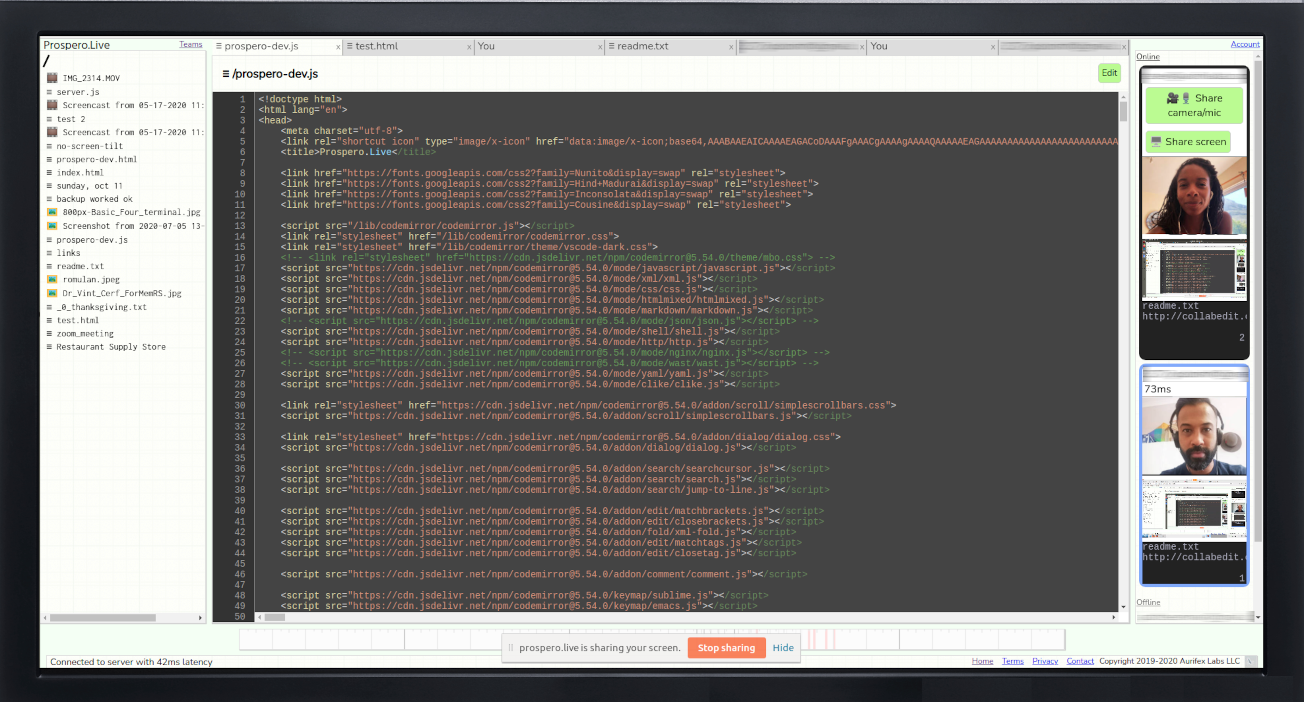 Prospero.Live
Teams
/
IMG_2314.MOV
server.js
Screencast from 05-17-2020 11:
test 2
Screencast from 05-17-2020 11:
no-screen-tilt
prospero-dev.html
index.html
sunday, oct 11
backup worked ok
800px-Basic_Four_terminal.jpg
Screenshot from 2020-07-05 13-
prospero-dev.js
links
readme.txt
romulan.jpeg
Dr_Vint_Cerf_ForMemRS.jpg
_0_thanksgiving.txt
test.html
zoom_meeting
Restaurant Supply Store
≡ prospero-dev.js x ≡ test.html x You x ≡ readme.txt x x You x x
≡ /prospero-dev.js
Edit
1 <!doctype html>
2 <html lang="en">
3 <head>
4 <meta charset="utf-8">
5 <link rel="shortcut icon" type="image/x-icon" href="data:image/x-icon;base64,
6 <title>Prospero.Live</title>
7
8 <link href="https://fonts.googleapis.com/css2?family=Nunito&display=swap" rel="stylesheet">
9 <link href="https://fonts.googleapis.com/css2?family=Hind+Madurai&display=swap" rel="stylesheet">
10 <link href="https://fonts.googleapis.com/css2?family=Inconsolata&display=swap" rel="stylesheet">
11 <link href="https://fonts.googleapis.com/css2?family=Cousine&display=swap" rel="stylesheet">
12
13 <script src="/lib/codemirror/codemirror.js"></script>
14 <link rel="stylesheet" href="/lib/codemirror/codemirror.css">
15 <link rel="stylesheet" href="/lib/codemirror/theme/vscode-dark.css">
16 <!-- <link rel="stylesheet" href="https://cdn.jsdelivr.net/npm/codemirror@5.54.0/theme/mbo.css"> -->
17 <script src="https://cdn.jsdelivr.net/npm/codemirror@5.54.0/mode/javascript/javascript.js"></script>
18 <script src="https://cdn.jsdelivr.net/npm/codemirror@5.54.0/mode/xml/xml.js"></script>
19 <script src="https://cdn.jsdelivr.net/npm/codemirror@5.54.0/mode/css/css.js"></script>
20 <script src="https://cdn.jsdelivr.net/npm/codemirror@5.54.0/mode/htmlmixed/htmlmixed.js"></script>
21 <script src="https://cdn.jsdelivr.net/npm/codemirror@5.54.0/mode/markdown/markdown.js"></script>
22 <!-- <script src="https://cdn.jsdelivr.net/npm/codemirror@5.54.0/mode/json/json.js"></script> -->
23 <script src="https://cdn.jsdelivr.net/npm/codemirror@5.54.0/mode/shell/shell.js"></script>
24 <script src="https://cdn.jsdelivr.net/npm/codemirror@5.54.0/mode/http/http.js"></script>
25 <!-- <script src="https://cdn.jsdelivr.net/npm/codemirror@5.54.0/mode/nginx/nginx.js"></script> -->
26 <!-- <script src="https://cdn.jsdelivr.net/npm/codemirror@5.54.0/mode/wast/wast.js"></script> -->
27 <script src="https://cdn.jsdelivr.net/npm/codemirror@5.54.0/mode/yaml/yaml.js"></script>
28 <script src="https://cdn.jsdelivr.net/npm/codemirror@5.54.0/mode/clike/clike.js"></script>
29
30 <link rel="stylesheet" href="https://cdn.jsdelivr.net/npm/codemirror@5.54.0/addon/scroll/simplescrollbars.css">
31 <script src="https://cdn.jsdelivr.net/npm/codemirror@5.54.0/addon/scroll/simplescrollbars.js"></script>
32
33 <link rel="stylesheet" href="https://cdn.jsdelivr.net/npm/codemirror@5.54.0/addon/dialog/dialog.css">
34 <script src="https://cdn.jsdelivr.net/npm/codemirror@5.54.0/addon/dialog/dialog.js"></script>
35
36 <script src="https://cdn.jsdelivr.net/npm/codemirror@5.54.0/addon/search/searchcursor.js"></script>
37 <script src="https://cdn.jsdelivr.net/npm/codemirror@5.54.0/addon/search/search.js"></script>
38 <script src="https://cdn.jsdelivr.net/npm/codemirror@5.54.0/addon/search/jump-to-line.js"></script>
39
40 <script src="https://cdn.jsdelivr.net/npm/codemirror@5.54.0/addon/edit/matchbrackets.js"></script>
41 <script src="https://cdn.jsdelivr.net/npm/codemirror@5.54.0/addon/edit/closebrackets.js"></script>
42 <script src="https://cdn.jsdelivr.net/npm/codemirror@5.54.0/addon/fold/xml-fold.js"></script>
43 <script src="https://cdn.jsdelivr.net/npm/codemirror@5.54.0/addon/edit/matchtags.js"></script>
44 <script src="https://cdn.jsdelivr.net/npm/codemirror@5.54.0/addon/edit/closetag.js"></script>
45
46 <script src="https://cdn.jsdelivr.net/npm/codemirror@5.54.0/addon/comment/comment.js"></script>
47
48 <script src="https://cdn.jsdelivr.net/npm/codemirror@5.54.0/keymap/sublime.js"></script>
49 <script src="https://cdn.jsdelivr.net/npm/codemirror@5.54.0/keymap/emacs.js"></script>
50
Account
Online
Share
camera/mic
Share screen
readme.txt
http://collabedit.
2
73ms
readme.txt
http://collabedit.
1
Offline
prospero.live is sharing your screen.
Stop sharing
Hide
Connected to server with 42ms latency
Home Terms Privacy Contact Copyright 2019-2020 Aurifex Labs LLC